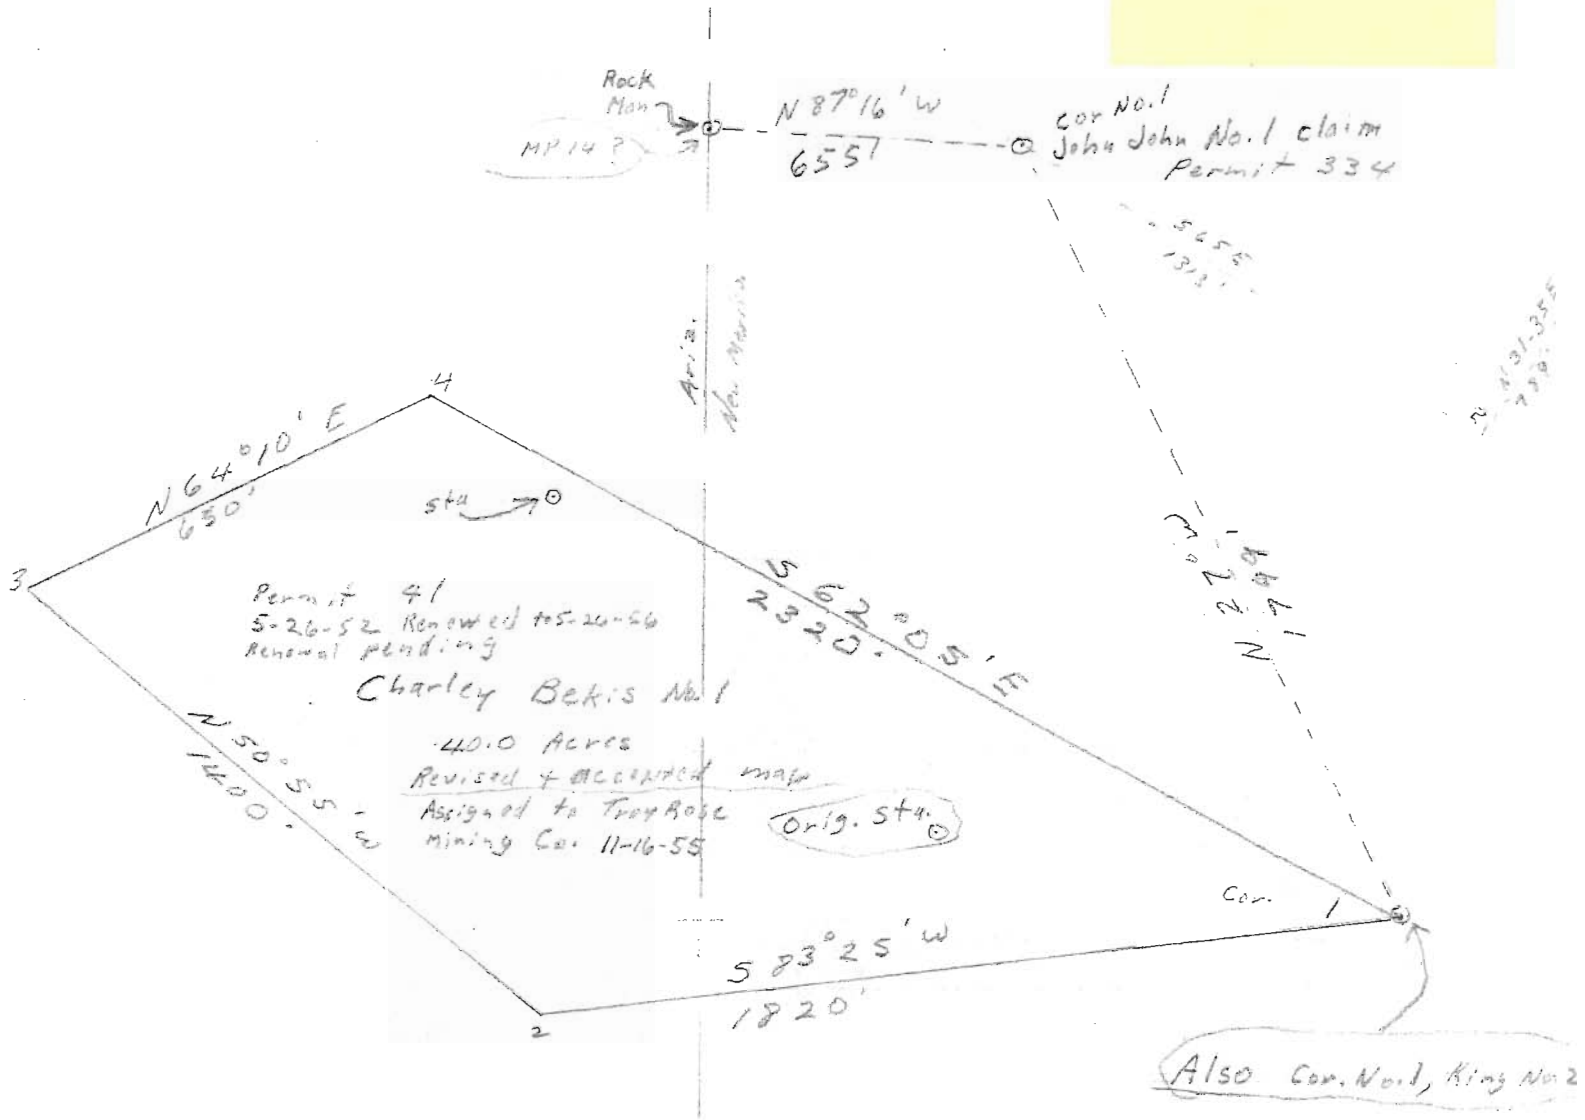 Rock
Mon
MP 14 ?
N 87°16' W
655'
Cor No. 1
John John No. 1 claim
Permit 334
Ariz.
New Mexico
4
N 64°10' E
630'
sta
3
S 62°05' E
2320'
N 22° W
1648'
Permit 41
5-26-52 Renewed to 5-26-56
Renewal pending
Charley Bekis No. 1
40.0 Acres
Revised & accepted map
Assigned to Troy Rose
Mining Co. 11-16-55
Orig. sta.
N 50°55' W
1400'
Cor.
1
S 83°25' W
1820'
2
Also Cor. No. 1, King No 2